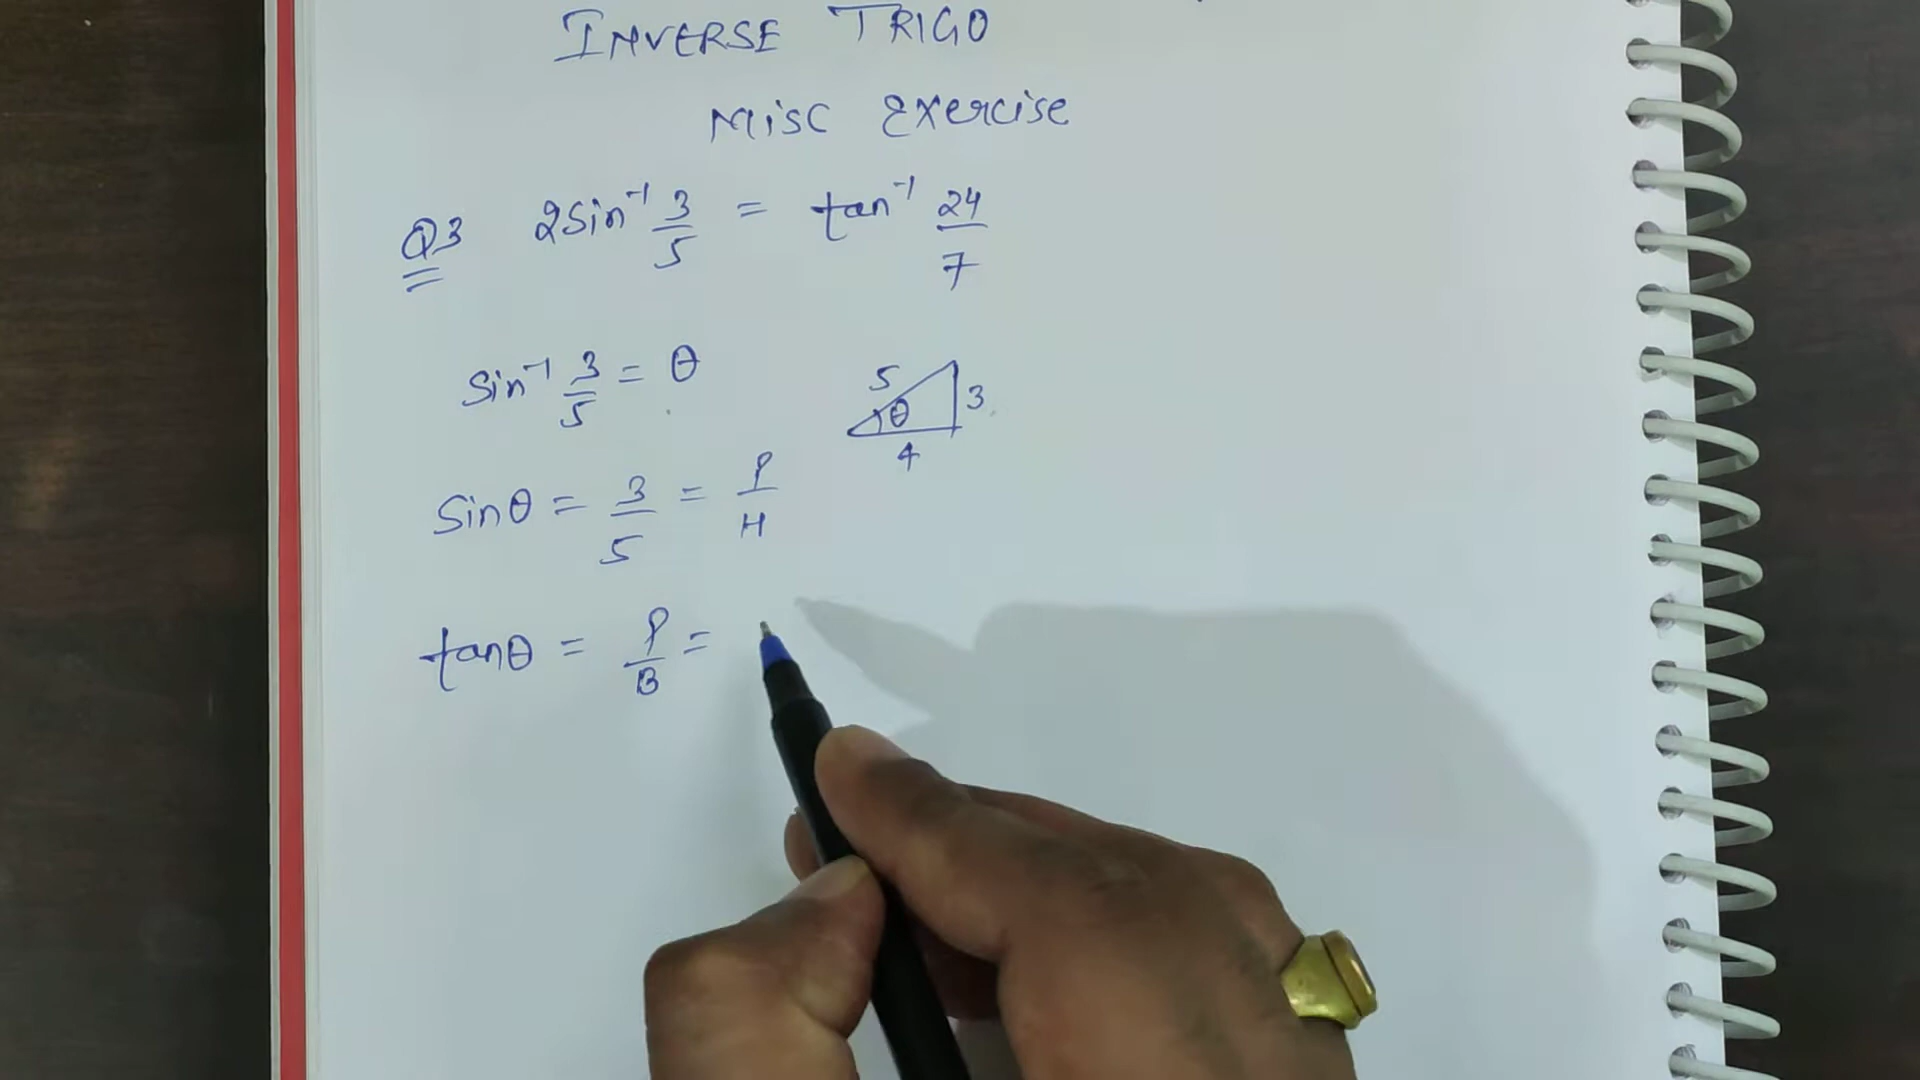 INVERSE TRIGO
Misc Exercise
Q3 2sin⁻¹ 3/5 = tan⁻¹ 24/7
Sin⁻¹ 3/5 = θ
5 θ 3
4
Sinθ = 3/5 = P/H
tanθ = P/B =